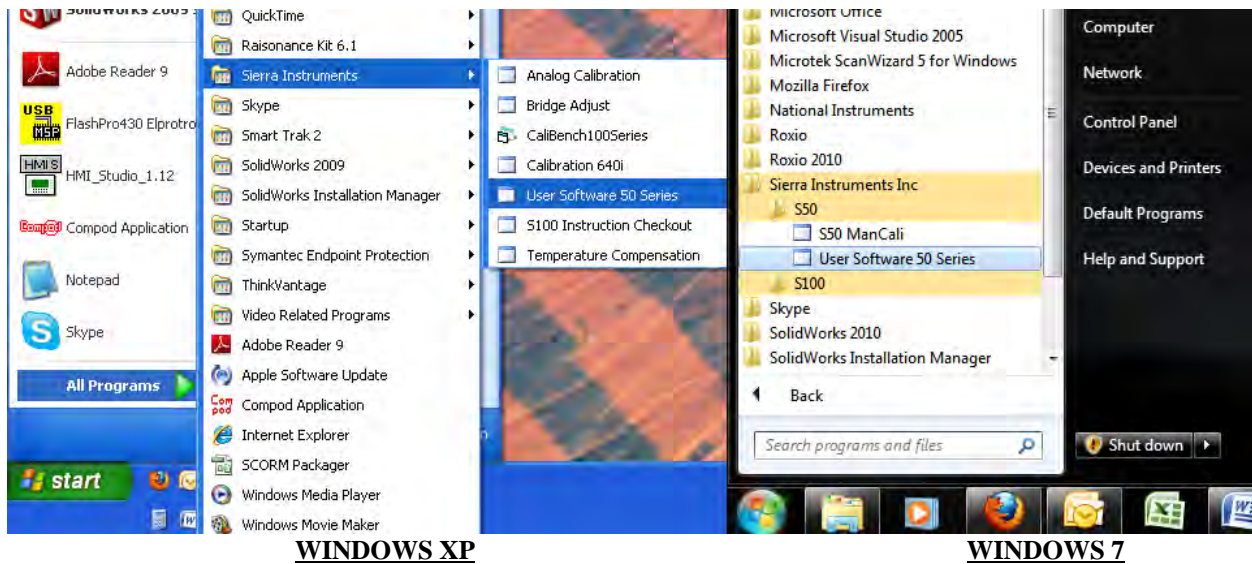 SolidWorks 2009
Adobe Reader 9
USB
MSP
FlashPro430 Elprotro
HMI S
HMI_Studio_1.12
Compod Application
Notepad
Skype
All Programs
start
QuickTime
Raisonance Kit 6.1
Sierra Instruments
Skype
Smart Trak 2
SolidWorks 2009
SolidWorks Installation Manager
Startup
Symantec Endpoint Protection
ThinkVantage
Video Related Programs
Adobe Reader 9
Apple Software Update
Com
pod
Compod Application
Internet Explorer
SCORM Packager
Windows Media Player
Windows Movie Maker
Analog Calibration
Bridge Adjust
CaliBench100Series
Calibration 640i
User Software 50 Series
S100 Instruction Checkout
Temperature Compensation
WINDOWS XP
Microsoft Office
Microsoft Visual Studio 2005
Microtek ScanWizard 5 for Windows
Mozilla Firefox
National Instruments
Roxio
Roxio 2010
Sierra Instruments Inc
S50
S50 ManCali
User Software 50 Series
S100
Skype
SolidWorks 2010
SolidWorks Installation Manager
Back
Search programs and files
Computer
Network
Control Panel
Devices and Printers
Default Programs
Help and Support
Shut down
WINDOWS 7